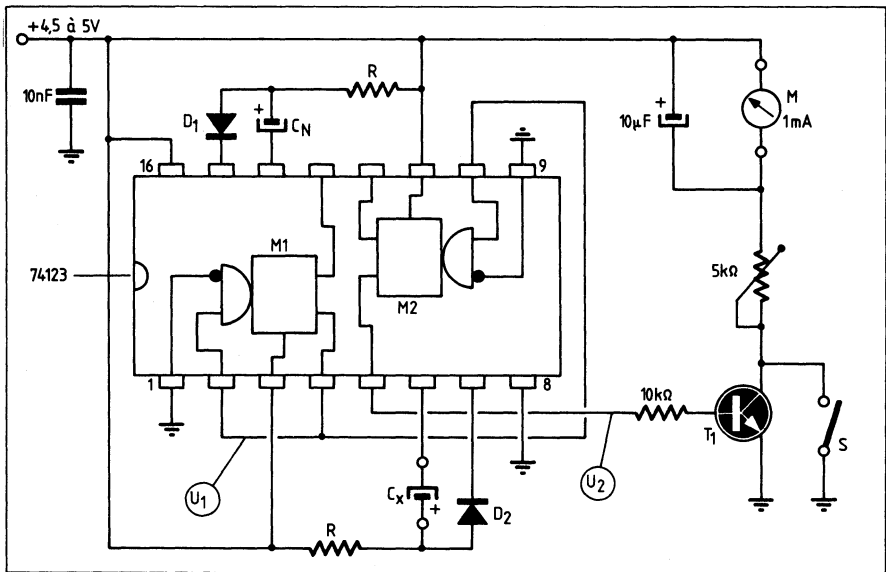 +4,5 à 5V
10nF
D1
+
CN
R
+
10µF
M
1mA
16
9
74123
M1
M2
5kΩ
1
8
10kΩ
T1
S
U1
U2
Cx
+
D2
R